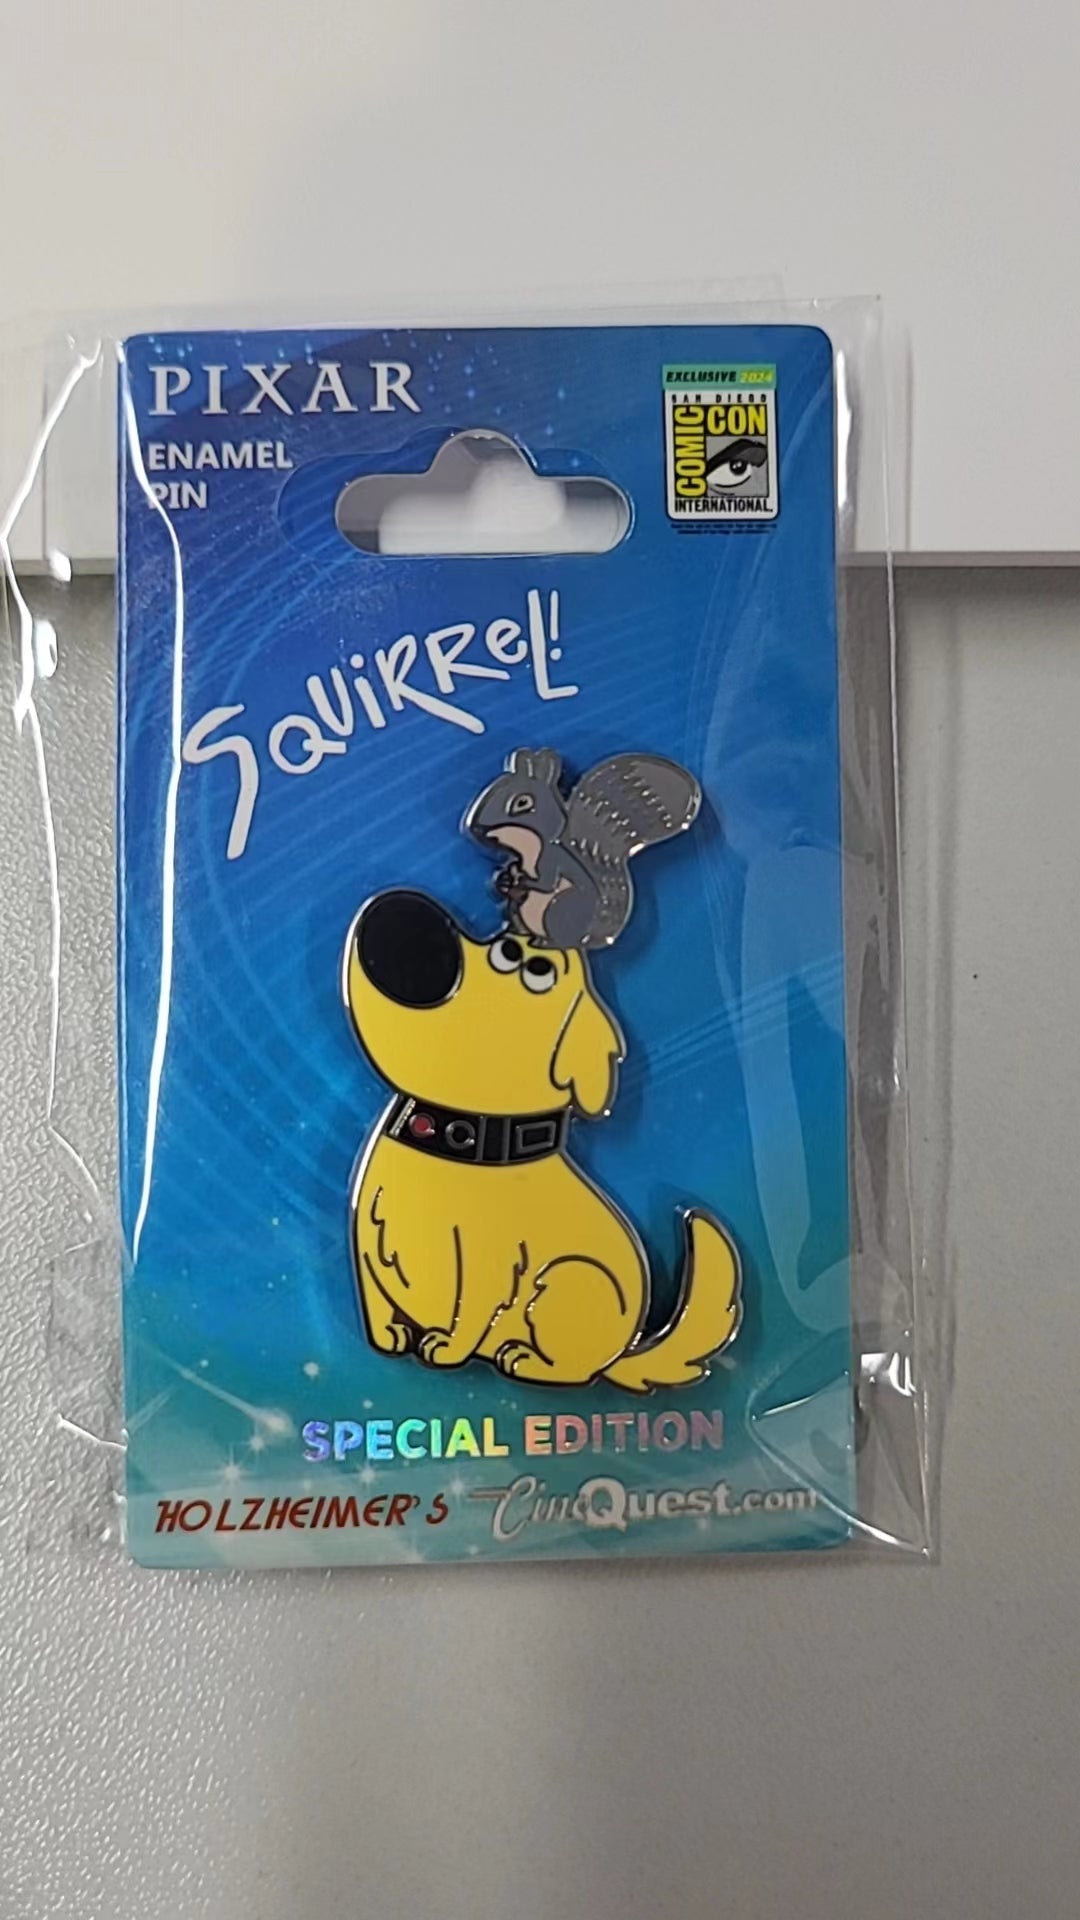 PIXAR
ENAMEL
PIN
EXCLUSIVE 2024
SAN DIEGO
COMIC CON
INTERNATIONAL.
SQUiRReL!
SPECIAL EDITION
HOLZHEIMER'S
CineQuest.com